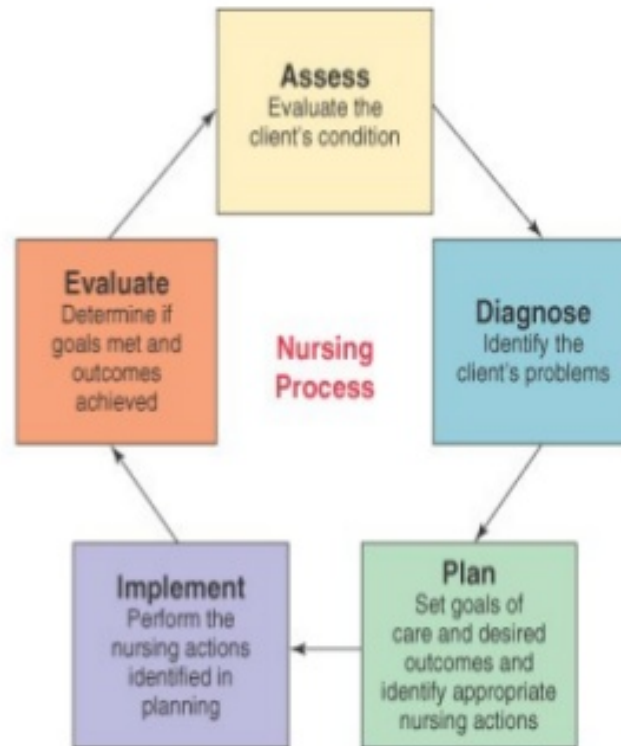 Assess
Evaluate the
client's condition
Diagnose
Identify the
client's problems
Plan
Set goals of
care and desired
outcomes and
identify appropriate
nursing actions
Implement
Perform the
nursing actions
identified in
planning
Evaluate
Determine if
goals met and
outcomes
achieved
Nursing
Process